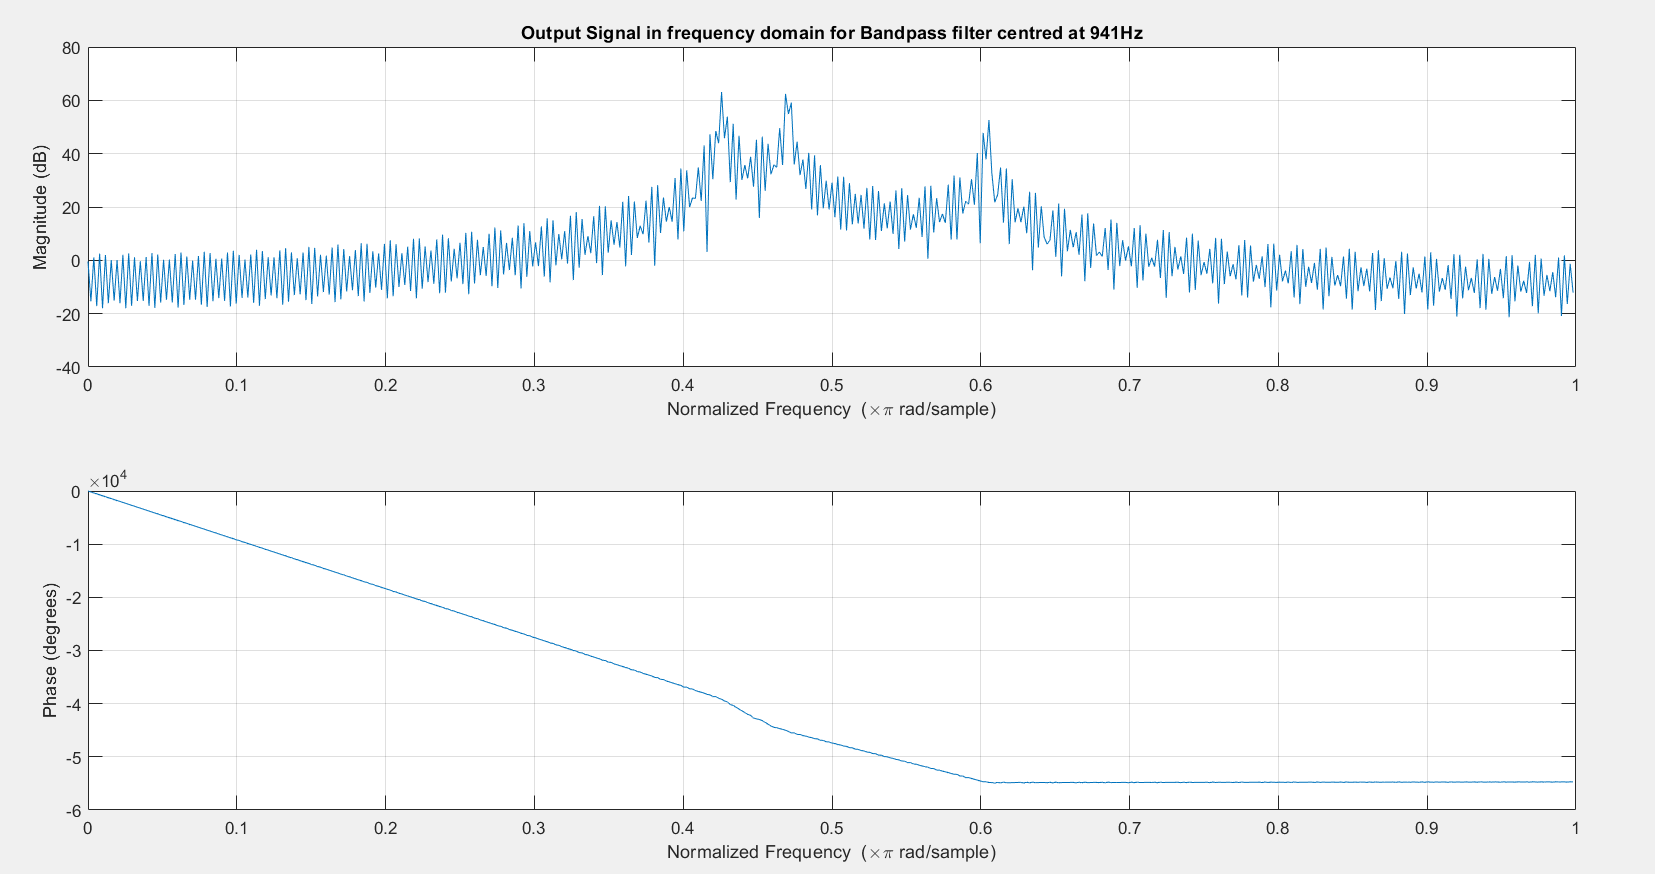 Output Signal in frequency domain for Bandpass filter centred at 941Hz
80
60
40
20
0
-20
-40
Magnitude (dB)
0 0.1 0.2 0.3 0.4 0.5 0.6 0.7 0.8 0.9 1
Normalized Frequency (×π rad/sample)
×10⁴
0
-1
-2
-3
-4
-5
-6
Phase (degrees)
0 0.1 0.2 0.3 0.4 0.5 0.6 0.7 0.8 0.9 1
Normalized Frequency (×π rad/sample)